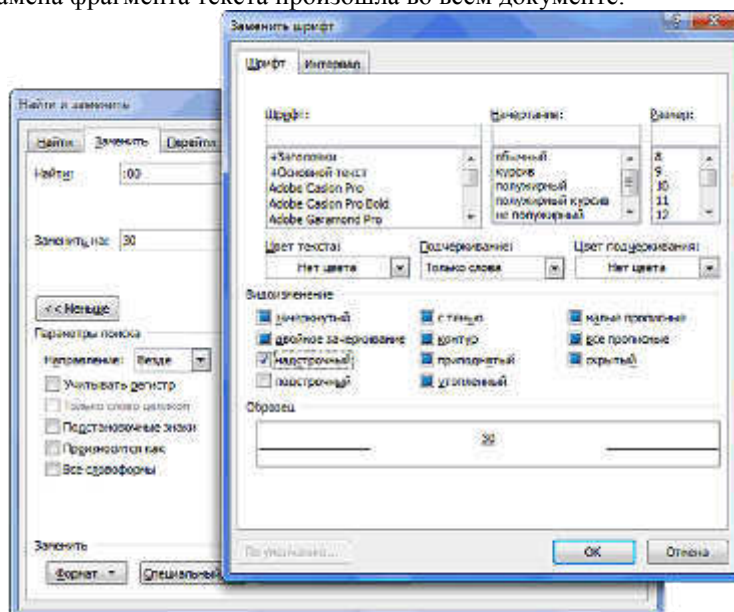 амена фрагмента текста произошла во всем документе.
Заменить шрифт
Шрифт Интервал
Шрифт: Начертание: Размер:
+Заголовки обычный 8
+Основной текст курсив 9
Adobe Caslon Pro полужирный 10
Adobe Caslon Pro Bold полужирный курсив 11
Adobe Garamond Pro не полужирный 12
Цвет текста: Подчеркивание: Цвет подчеркивания:
Нет цвета Только слова Нет цвета
Видоизменение
зачеркнутый с тенью малые прописные
двойное зачеркивание контур все прописные
надстрочный приподнятый скрытый
подстрочный утопленный
Образец
30
По умолчанию... ОК Отмена
Найти и заменить
Найти Заменить Перейти
Найти: :00
Заменить на: 30
<< Меньше
Параметры поиска
Направление: Везде
Учитывать регистр
Только слово целиком
Подстановочные знаки
Произносится как
Все словоформы
Заменить
Формат Специальный